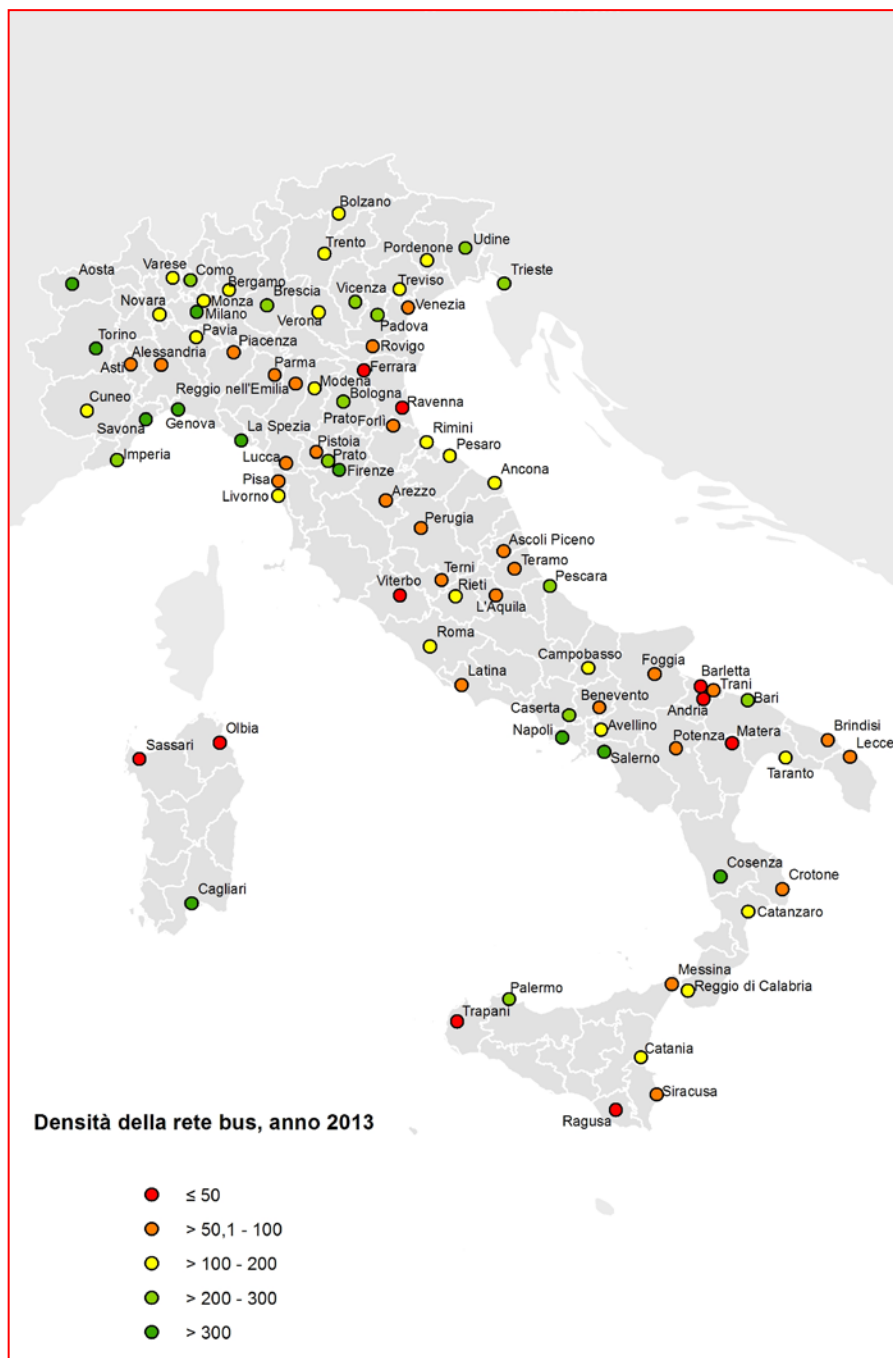 Bolzano
Trento
Pordenone
Udine
Aosta
Varese
Como
Bergamo
Brescia
Vicenza
Treviso
Trieste
Novara
Monza
Milano
Verona
Venezia
Padova
Torino
Pavia
Piacenza
Rovigo
Alessandria
Asti
Parma
Ferrara
Reggio nell'Emilia
Modena
Bologna
Ravenna
Cuneo
Savona
Genova
La Spezia
Prato
Forlì
Rimini
Imperia
Lucca
Pistoia
Prato
Pesaro
Firenze
Pisa
Livorno
Arezzo
Ancona
Perugia
Ascoli Piceno
Teramo
Terni
Viterbo
Rieti
L'Aquila
Pescara
Roma
Campobasso
Foggia
Barletta
Latina
Trani
Benevento
Andria
Bari
Caserta
Napoli
Avellino
Potenza
Matera
Brindisi
Olbia
Sassari
Salerno
Lecce
Taranto
Cosenza
Crotone
Cagliari
Catanzaro
Messina
Reggio di Calabria
Palermo
Trapani
Catania
Siracusa
Ragusa
Densità della rete bus, anno 2013
≤ 50
> 50,1 - 100
> 100 - 200
> 200 - 300
> 300